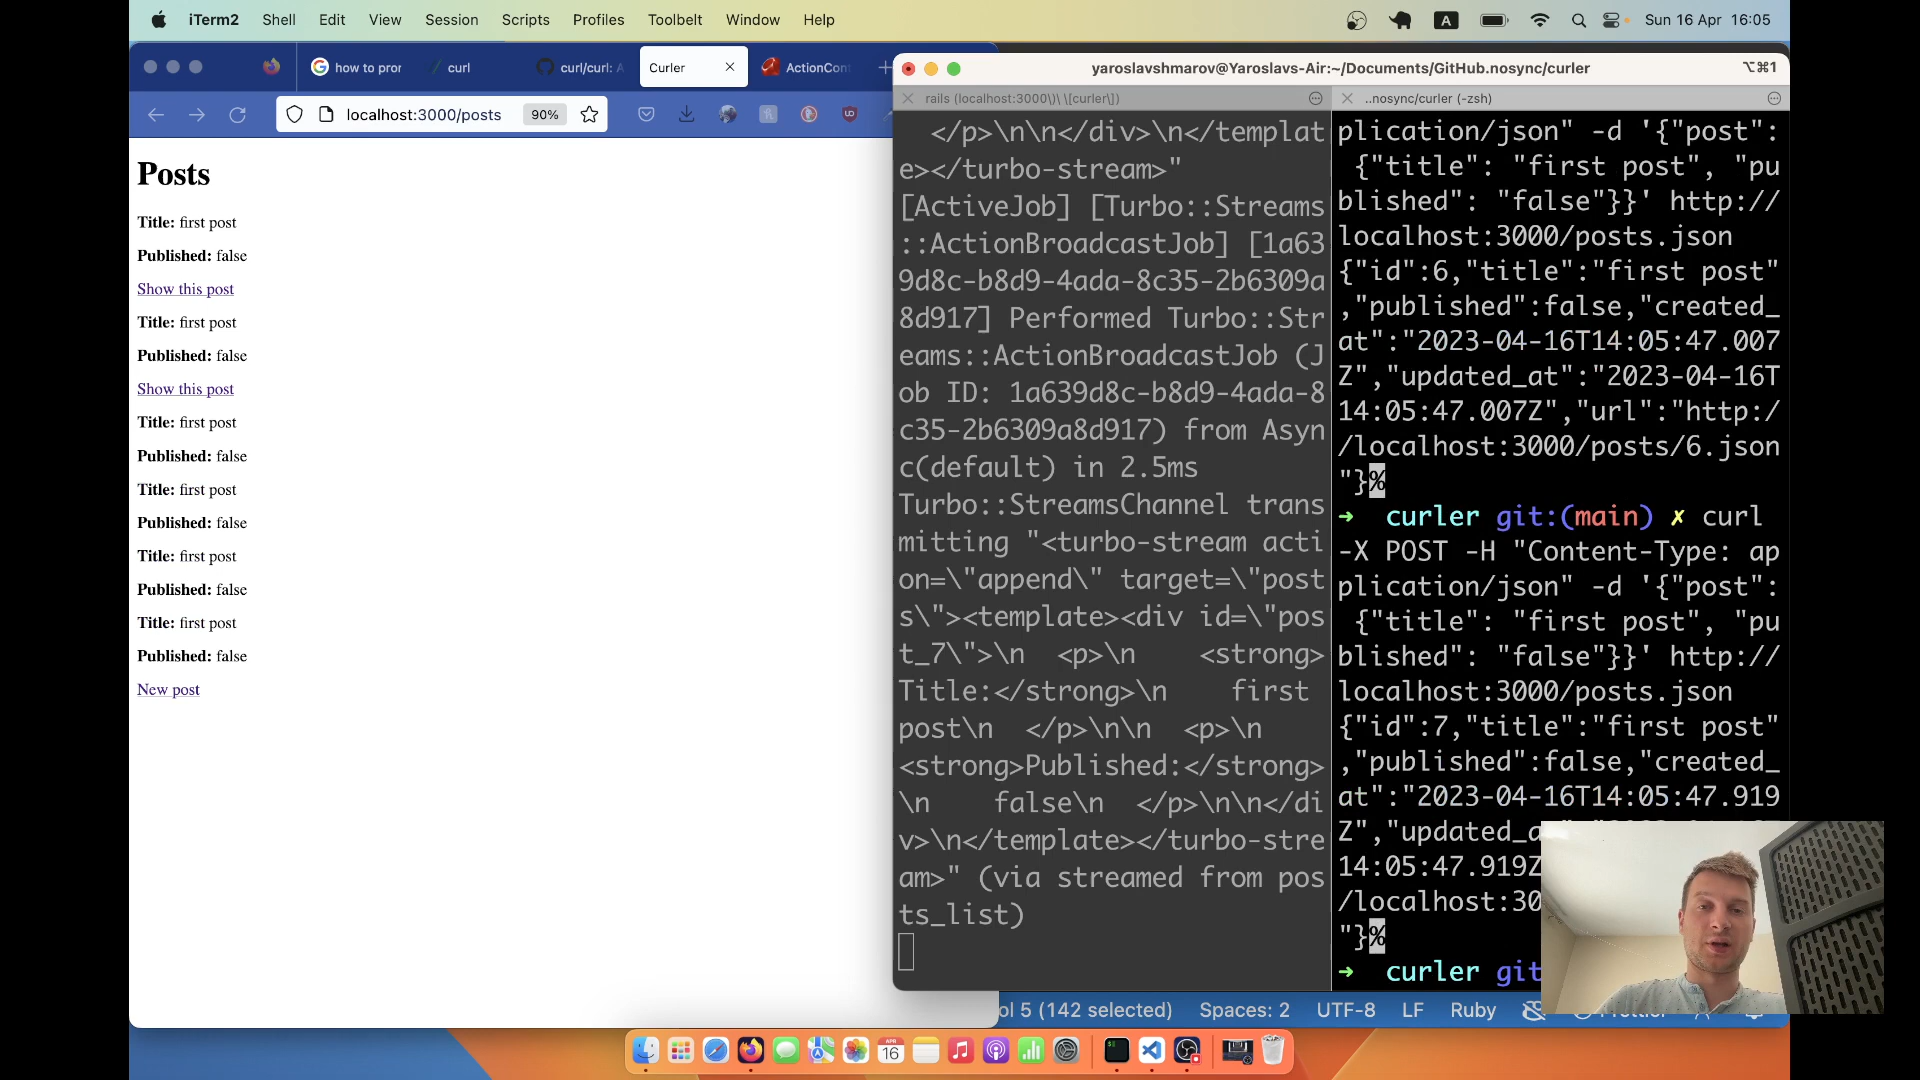 iTerm2 Shell Edit View Session Scripts Profiles Toolbelt Window Help A Sun 16 Apr 16:05
how to pror curl curl/curl: A Curler ActionCon
localhost:3000/posts 90%
Posts
Title: first post
Published: false
Show this post
Title: first post
Published: false
Show this post
Title: first post
Published: false
Title: first post
Published: false
Title: first post
Published: false
Title: first post
Published: false
New post
yaroslavshmarov@Yaroslavs-Air:~/Documents/GitHub.nosync/curler ⌥⌘1
rails (localhost:3000\)\ \[curler\])
</p>\n\n</div>\n</templat
e></turbo-stream>"
[ActiveJob] [Turbo::Streams
::ActionBroadcastJob] [1a63
9d8c-b8d9-4ada-8c35-2b6309a
8d917] Performed Turbo::Str
eams::ActionBroadcastJob (J
ob ID: 1a639d8c-b8d9-4ada-8
c35-2b6309a8d917) from Asyn
c(default) in 2.5ms
Turbo::StreamsChannel trans
mitting "<turbo-stream acti
on=\"append\" target=\"post
s\"><template><div id=\"pos
t_7\">\n  <p>\n    <strong>
Title:</strong>\n    first
post\n  </p>\n\n  <p>\n
<strong>Published:</strong>
\n    false\n  </p>\n\n</di
v>\n</template></turbo-stre
am>" (via streamed from pos
ts_list)
..nosync/curler (-zsh)
plication/json" -d '{"post":
{"title": "first post", "pu
blished": "false"}}' http://
localhost:3000/posts.json
{"id":6,"title":"first post"
,"published":false,"created_
at":"2023-04-16T14:05:47.007
Z","updated_at":"2023-04-16T
14:05:47.007Z","url":"http:/
/localhost:3000/posts/6.json
"}%
➜ curler git:(main) ✗ curl
-X POST -H "Content-Type: ap
plication/json" -d '{"post":
{"title": "first post", "pu
blished": "false"}}' http://
localhost:3000/posts.json
{"id":7,"title":"first post"
,"published":false,"created_
at":"2023-04-16T14:05:47.919
Z","updated_a
14:05:47.919Z
/localhost:30
"}%
➜ curler git
ol 5 (142 selected) Spaces: 2 UTF-8 LF Ruby
APR
16